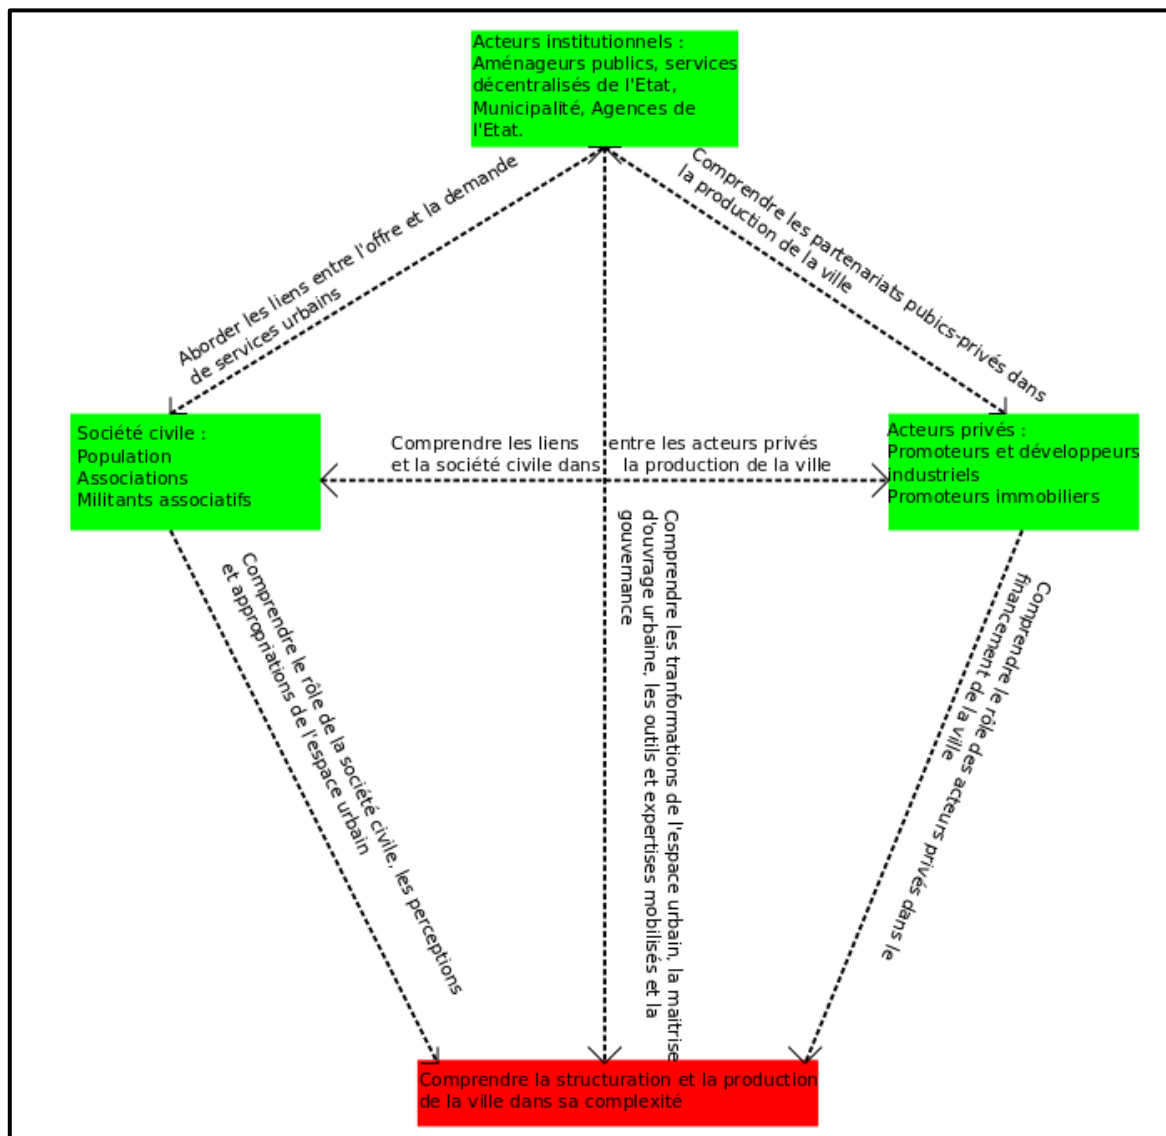 Acteurs institutionnels :
Aménageurs publics, services
décentralisés de l'Etat,
Municipalité, Agences de
l'Etat.
Aborder les liens entre l'offre et la demande
de services urbains
Comprendre les partenariats pubics-privés dans
la production de la ville
Société civile :
Population
Associations
Militants associatifs
Comprendre les liens entre les acteurs privés
et la société civile dans la production de la ville
Acteurs privés :
Promoteurs et développeurs
industriels
Promoteurs immobiliers
Comprendre le rôle de la société civile, les perceptions
et appropriations de l'espace urbain
Comprendre les tranformations de l'espace urbain, la maitrise
d'ouvrage urbaine, les outils et expertises mobilisés et la
gouvernance
Comprendre le rôle des acteurs privés dans le
financement de la ville
Comprendre la structuration et la production
de la ville dans sa complexité